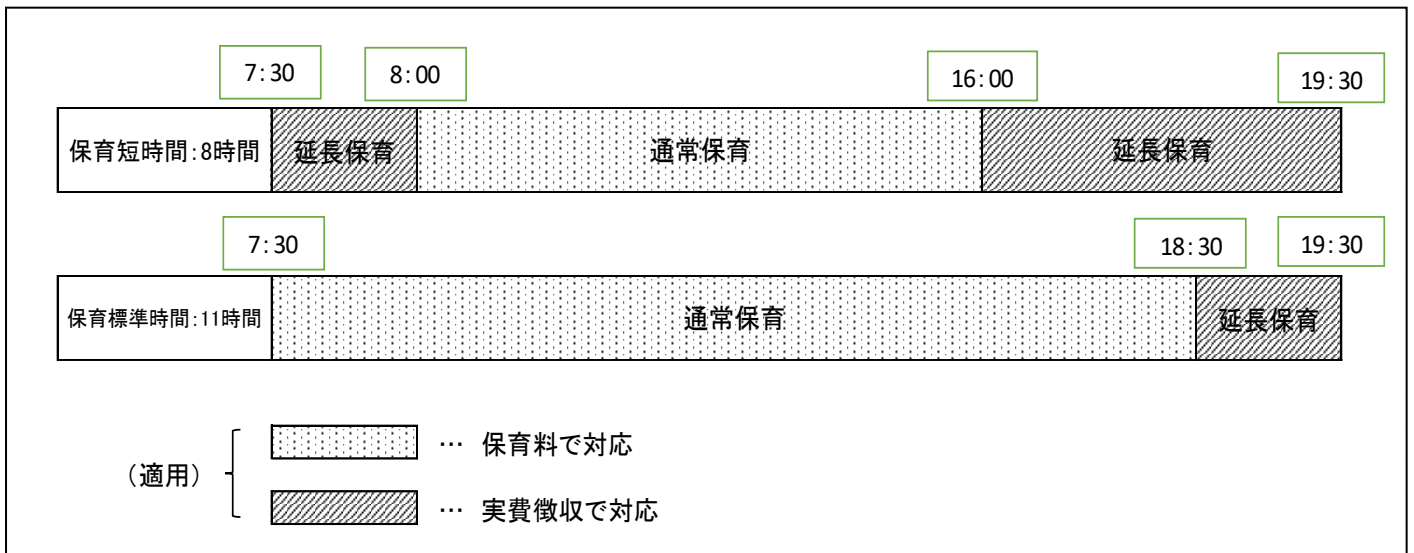 7:30 8:00 16:00 19:30
保育短時間:8時間 延長保育 通常保育 延長保育
7:30 18:30 19:30
保育標準時間:11時間 通常保育 延長保育
… 保育料で対応
(適用)
… 実費徴収で対応